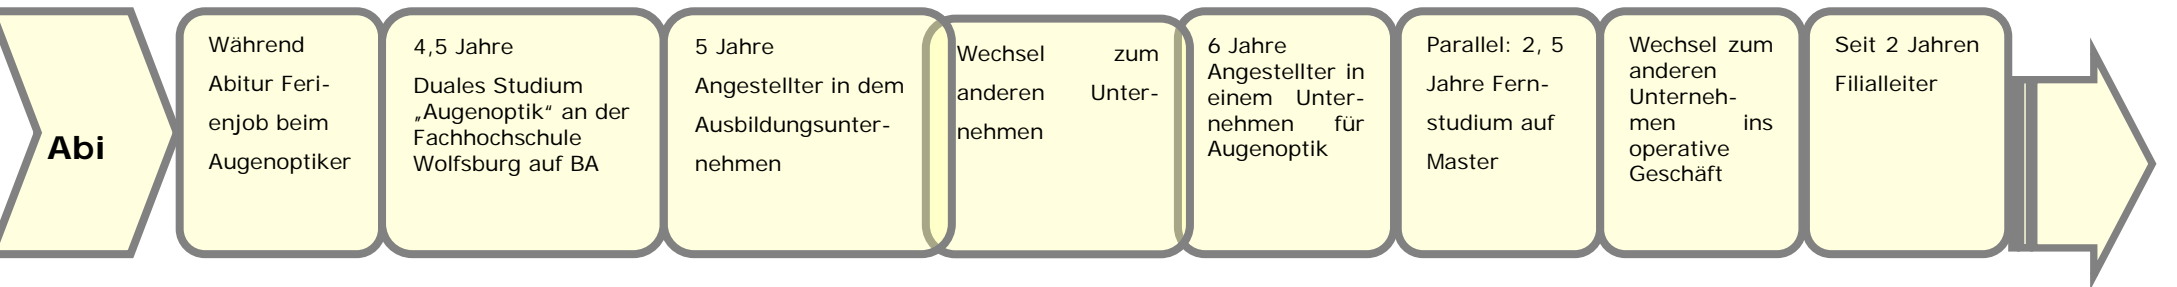 Abi
Während
Abitur Feri-
enjob beim
Augenoptiker
4,5 Jahre
Duales Studium
„Augenoptik“ an der
Fachhochschule
Wolfsburg auf BA
5 Jahre
Angestellter in dem
Ausbildungsunter-
nehmen
Wechsel zum
anderen Unter-
nehmen
6 Jahre
Angestellter in
einem Unter-
nehmen für
Augenoptik
Parallel: 2, 5
Jahre Fern-
studium auf
Master
Wechsel zum
anderen
Unterneh-
men ins
operative
Geschäft
Seit 2 Jahren
Filialleiter